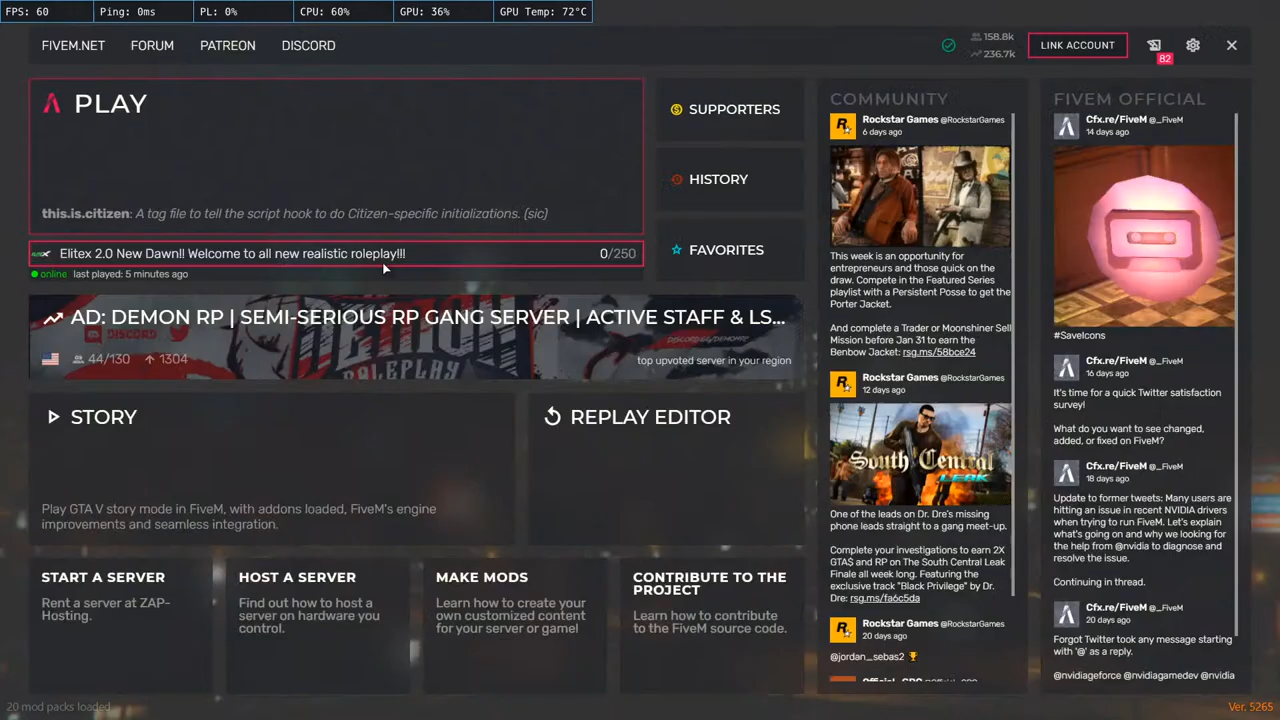 FPS: 60
Ping: 0ms
PL: 0%
CPU: 60%
GPU: 36%
GPU Temp: 72°C
FIVEM.NET
FORUM
PATREON
DISCORD
158.8k
236.7k
LINK ACCOUNT
82
PLAY
this.is.citizen: A tag file to tell the script hook to do Citizen-specific initializations. (sic)
Elitex 2.0 New Dawn!! Welcome to all new realistic roleplay!!!
0/250
online last played: 5 minutes ago
SUPPORTERS
HISTORY
FAVORITES
AD: DEMON RP | SEMI-SERIOUS RP GANG SERVER | ACTIVE STAFF & LS...
44/130
1304
top upvoted server in your region
DISCORD
DEMON
ROLEPLAY
STORY
Play GTA V story mode in FiveM, with addons loaded, FiveM's engine
improvements and seamless integration.
REPLAY EDITOR
START A SERVER
Rent a server at ZAP-
Hosting.
HOST A SERVER
Find out how to host a
server on hardware you
control.
MAKE MODS
Learn how to create your
own customized content
for your server or game!
CONTRIBUTE TO THE
PROJECT
Learn how to contribute
to the FiveM source code.
COMMUNITY
Rockstar Games @RockstarGames
6 days ago
This week is an opportunity for
entrepreneurs and those quick on the
draw. Compete in the Featured Series
playlist with a Persistent Posse to get the
Porter Jacket.
And complete a Trader or Moonshiner Sell
Mission before Jan 31 to earn the
Benbow Jacket: rsg.ms/58bce24
Rockstar Games @RockstarGames
12 days ago
South Central
LEAK
One of the leads on Dr. Dre's missing
phone leads straight to a gang meet-up.
Complete your investigations to earn 2X
GTA$ and RP on The South Central Leak
Finale all week long. Featuring the
exclusive track "Black Privilege" by Dr.
Dre: rsg.ms/fa6c5da
Rockstar Games @RockstarGames
20 days ago
@jordan_sebas2 🏆
FIVEM OFFICIAL
Cfx.re/FiveM @_FiveM
14 days ago
#SaveIcons
Cfx.re/FiveM @_FiveM
16 days ago
It's time for a quick Twitter satisfaction
survey!
What do you want to see changed,
added, or fixed on FiveM?
Cfx.re/FiveM @_FiveM
18 days ago
Update to former tweets: Many users are
hitting an issue in recent NVIDIA drivers
when trying to run FiveM. Let's explain
what's going on and why we looking for
the help from @nvidia to diagnose and
resolve the issue.
Continuing in thread.
Cfx.re/FiveM @_FiveM
20 days ago
Forgot Twitter took any message starting
with '@' as a reply.
@nvidiageforce @nvidiagamedev @nvidia
20 mod packs loaded
Ver. 5265